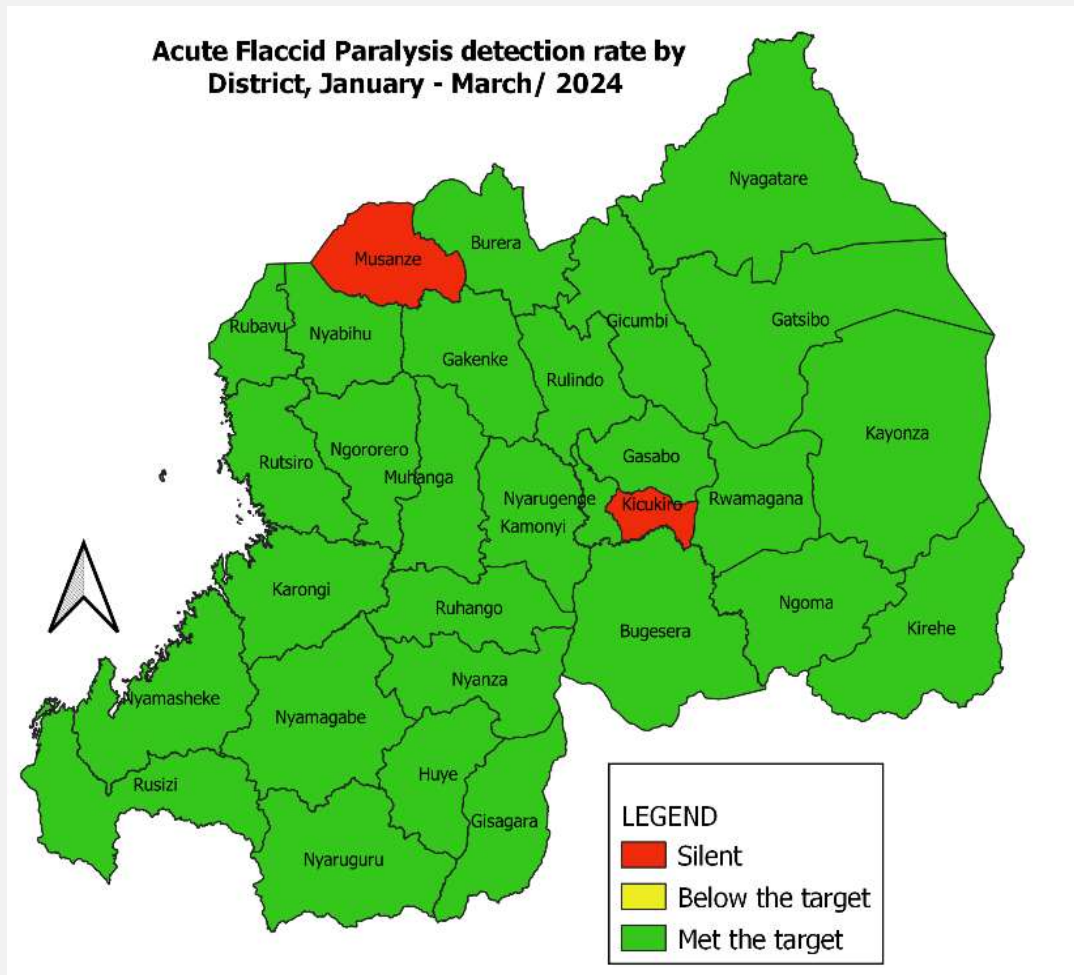 Acute Flaccid Paralysis detection rate by
District, January - March/ 2024
Nyagatare
Burera
Musanze
Gicumbi
Gatsibo
Rubavu
Nyabihu
Gakenke
Rulindo
Kayonza
Ngororero
Rutsiro
Muhanga
Gasabo
Nyarugenge
Kicukiro
Rwamagana
Kamonyi
Karongi
Ruhango
Ngoma
Bugesera
Kirehe
Nyanza
Nyamasheke
Nyamagabe
Huye
Rusizi
Gisagara
Nyaruguru
LEGEND
Silent
Below the target
Met the target